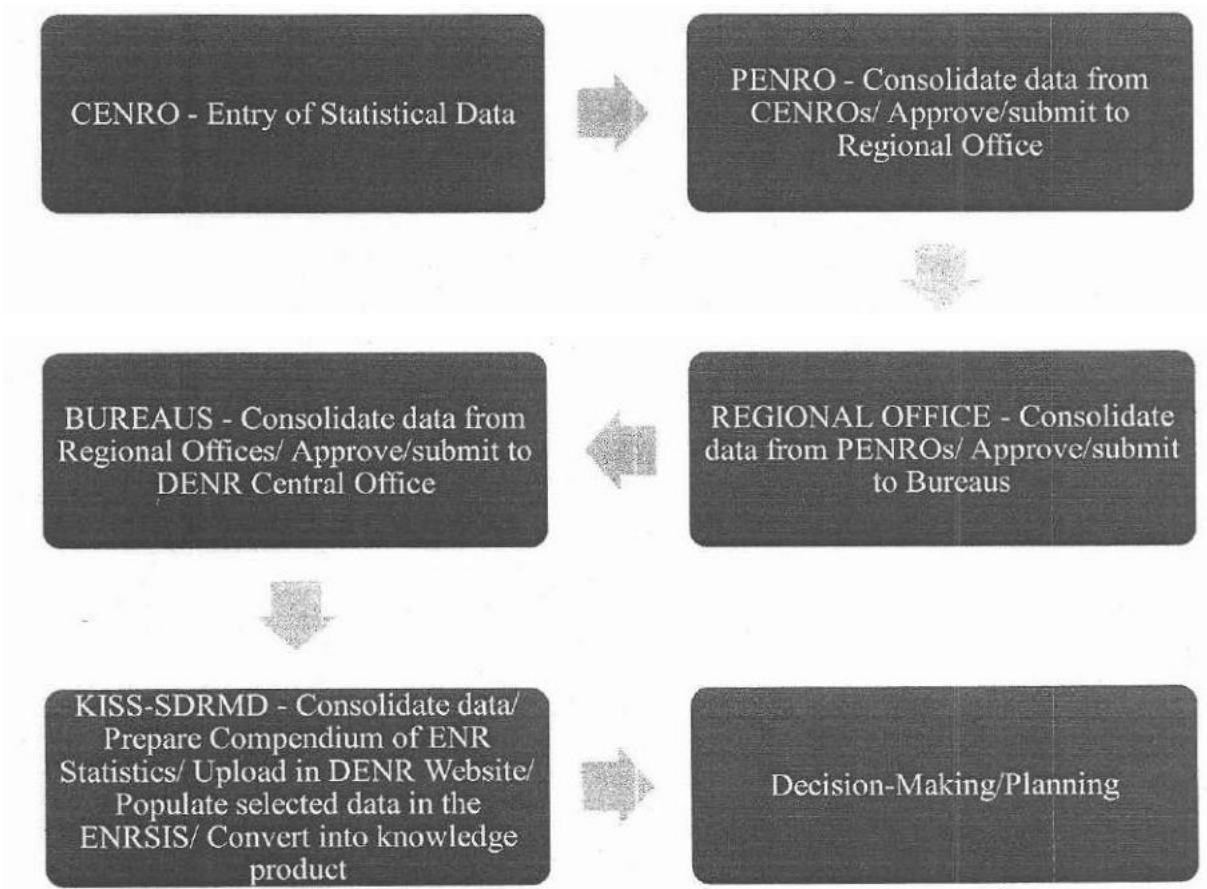 CENRO - Entry of Statistical Data
PENRO - Consolidate data from
CENROs/ Approve/submit to
Regional Office
REGIONAL OFFICE - Consolidate
data from PENROs/ Approve/submit
to Bureaus
BUREAUS - Consolidate data from
Regional Offices/ Approve/submit to
DENR Central Office
KISS-SDRMD - Consolidate data/
Prepare Compendium of ENR
Statistics/ Upload in DENR Website/
Populate selected data in the
ENRSIS/ Convert into knowledge
product
Decision-Making/Planning